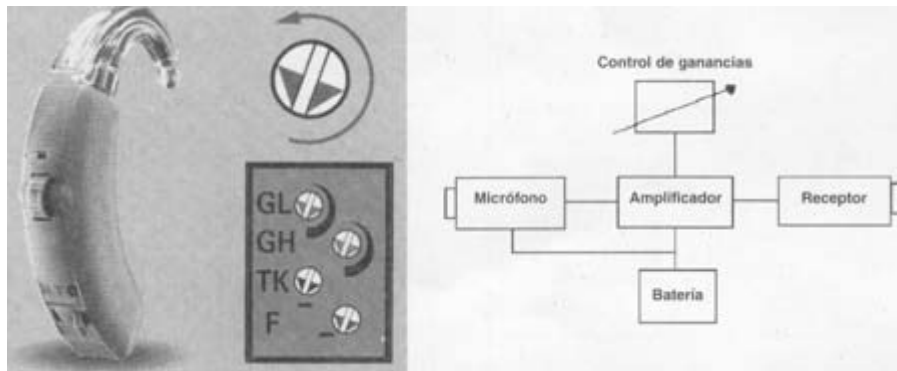 GL
GH
TK
F
Control de ganancias
Micrófono
Amplificador
Receptor
Batería